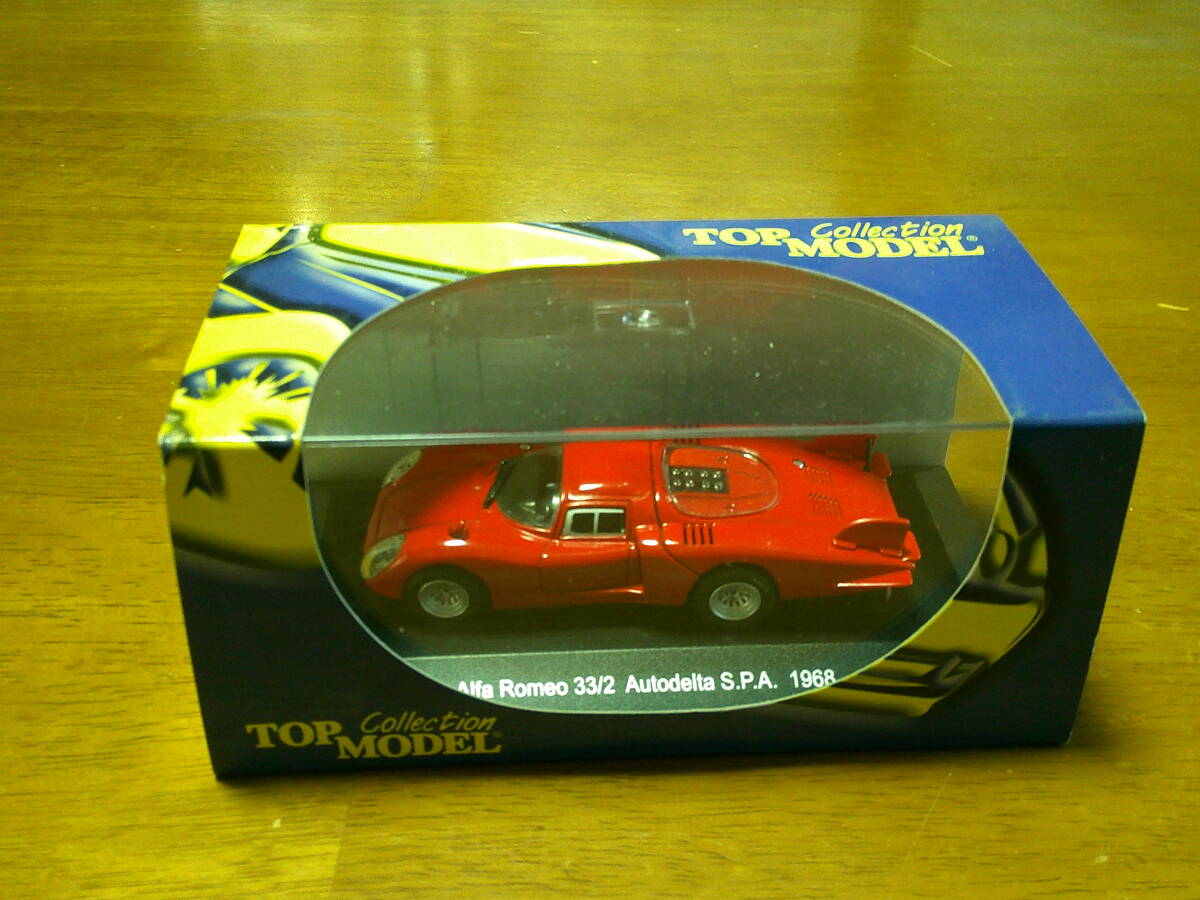 TOP Collection MODEL®
Alfa Romeo 33/2 Autodelta S.P.A. 1968
TOP Collection MODEL®